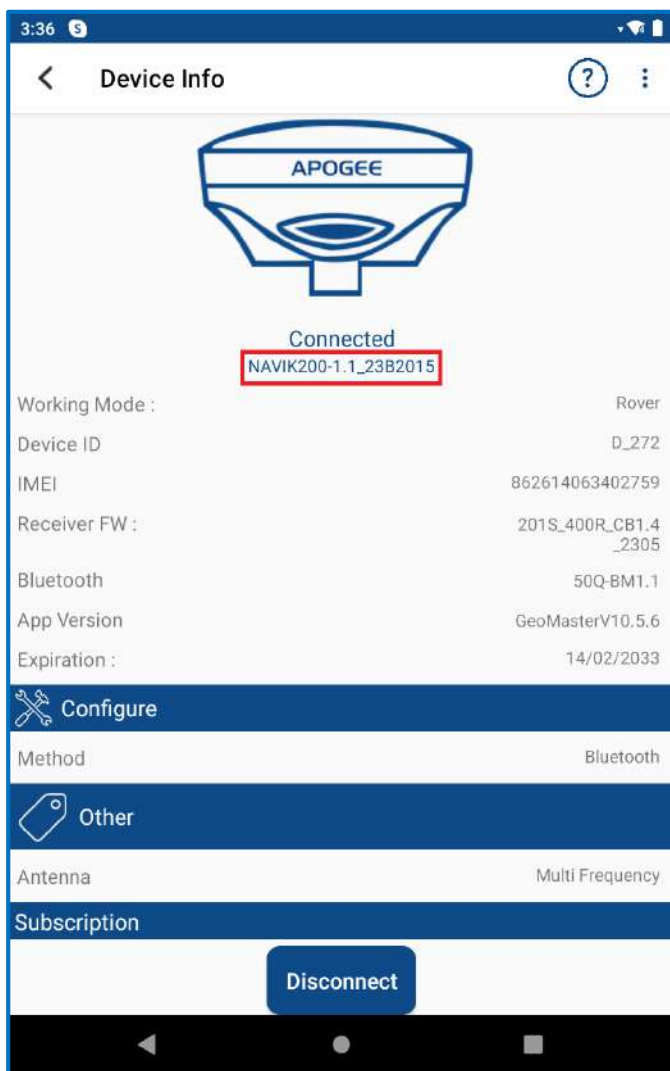 3:36 S
Device Info ?
APOGEE
Connected
NAVIK200-1.1_23B2015
Working Mode : Rover
Device ID D_272
IMEI 862614063402759
Receiver FW : 201S_400R_CB1.4
_2305
Bluetooth 50Q-BM1.1
App Version GeoMasterV10.5.6
Expiration : 14/02/2033
Configure
Method Bluetooth
Other
Antenna Multi Frequency
Subscription
Disconnect